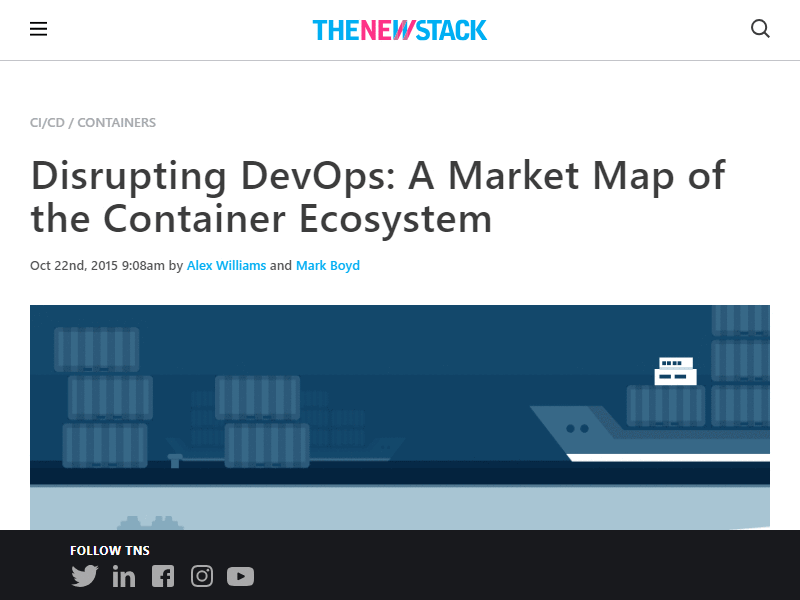 THENEWSTACK
CI/CD / CONTAINERS
Disrupting DevOps: A Market Map of
the Container Ecosystem
Oct 22nd, 2015 9:08am by Alex Williams and Mark Boyd
FOLLOW TNS